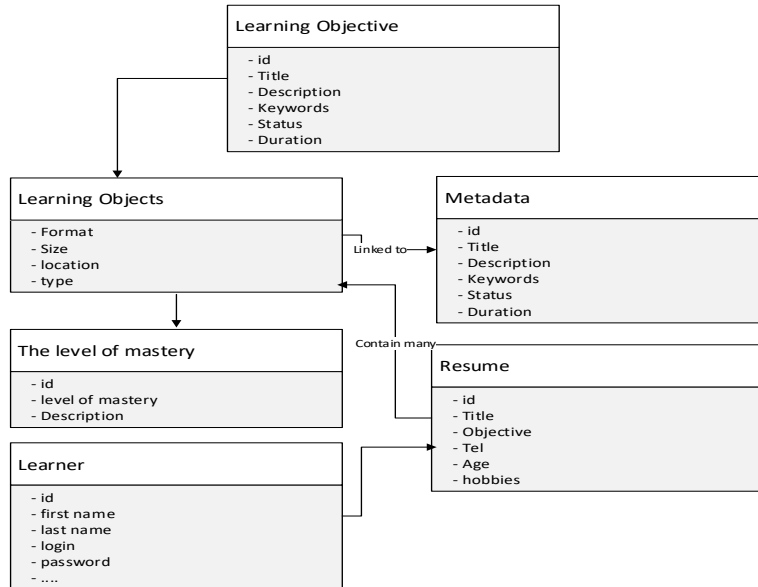 Learning Objective
- id
- Title
- Description
- Keywords
- Status
- Duration
Learning Objects
- Format
- Size
- location
- type
Linked to
Metadata
- id
- Title
- Description
- Keywords
- Status
- Duration
The level of mastery
- id
- level of mastery
- Description
Contain many
Resume
- id
- Title
- Objective
- Tel
- Age
- hobbies
Learner
- id
- first name
- last name
- login
- password
- ....